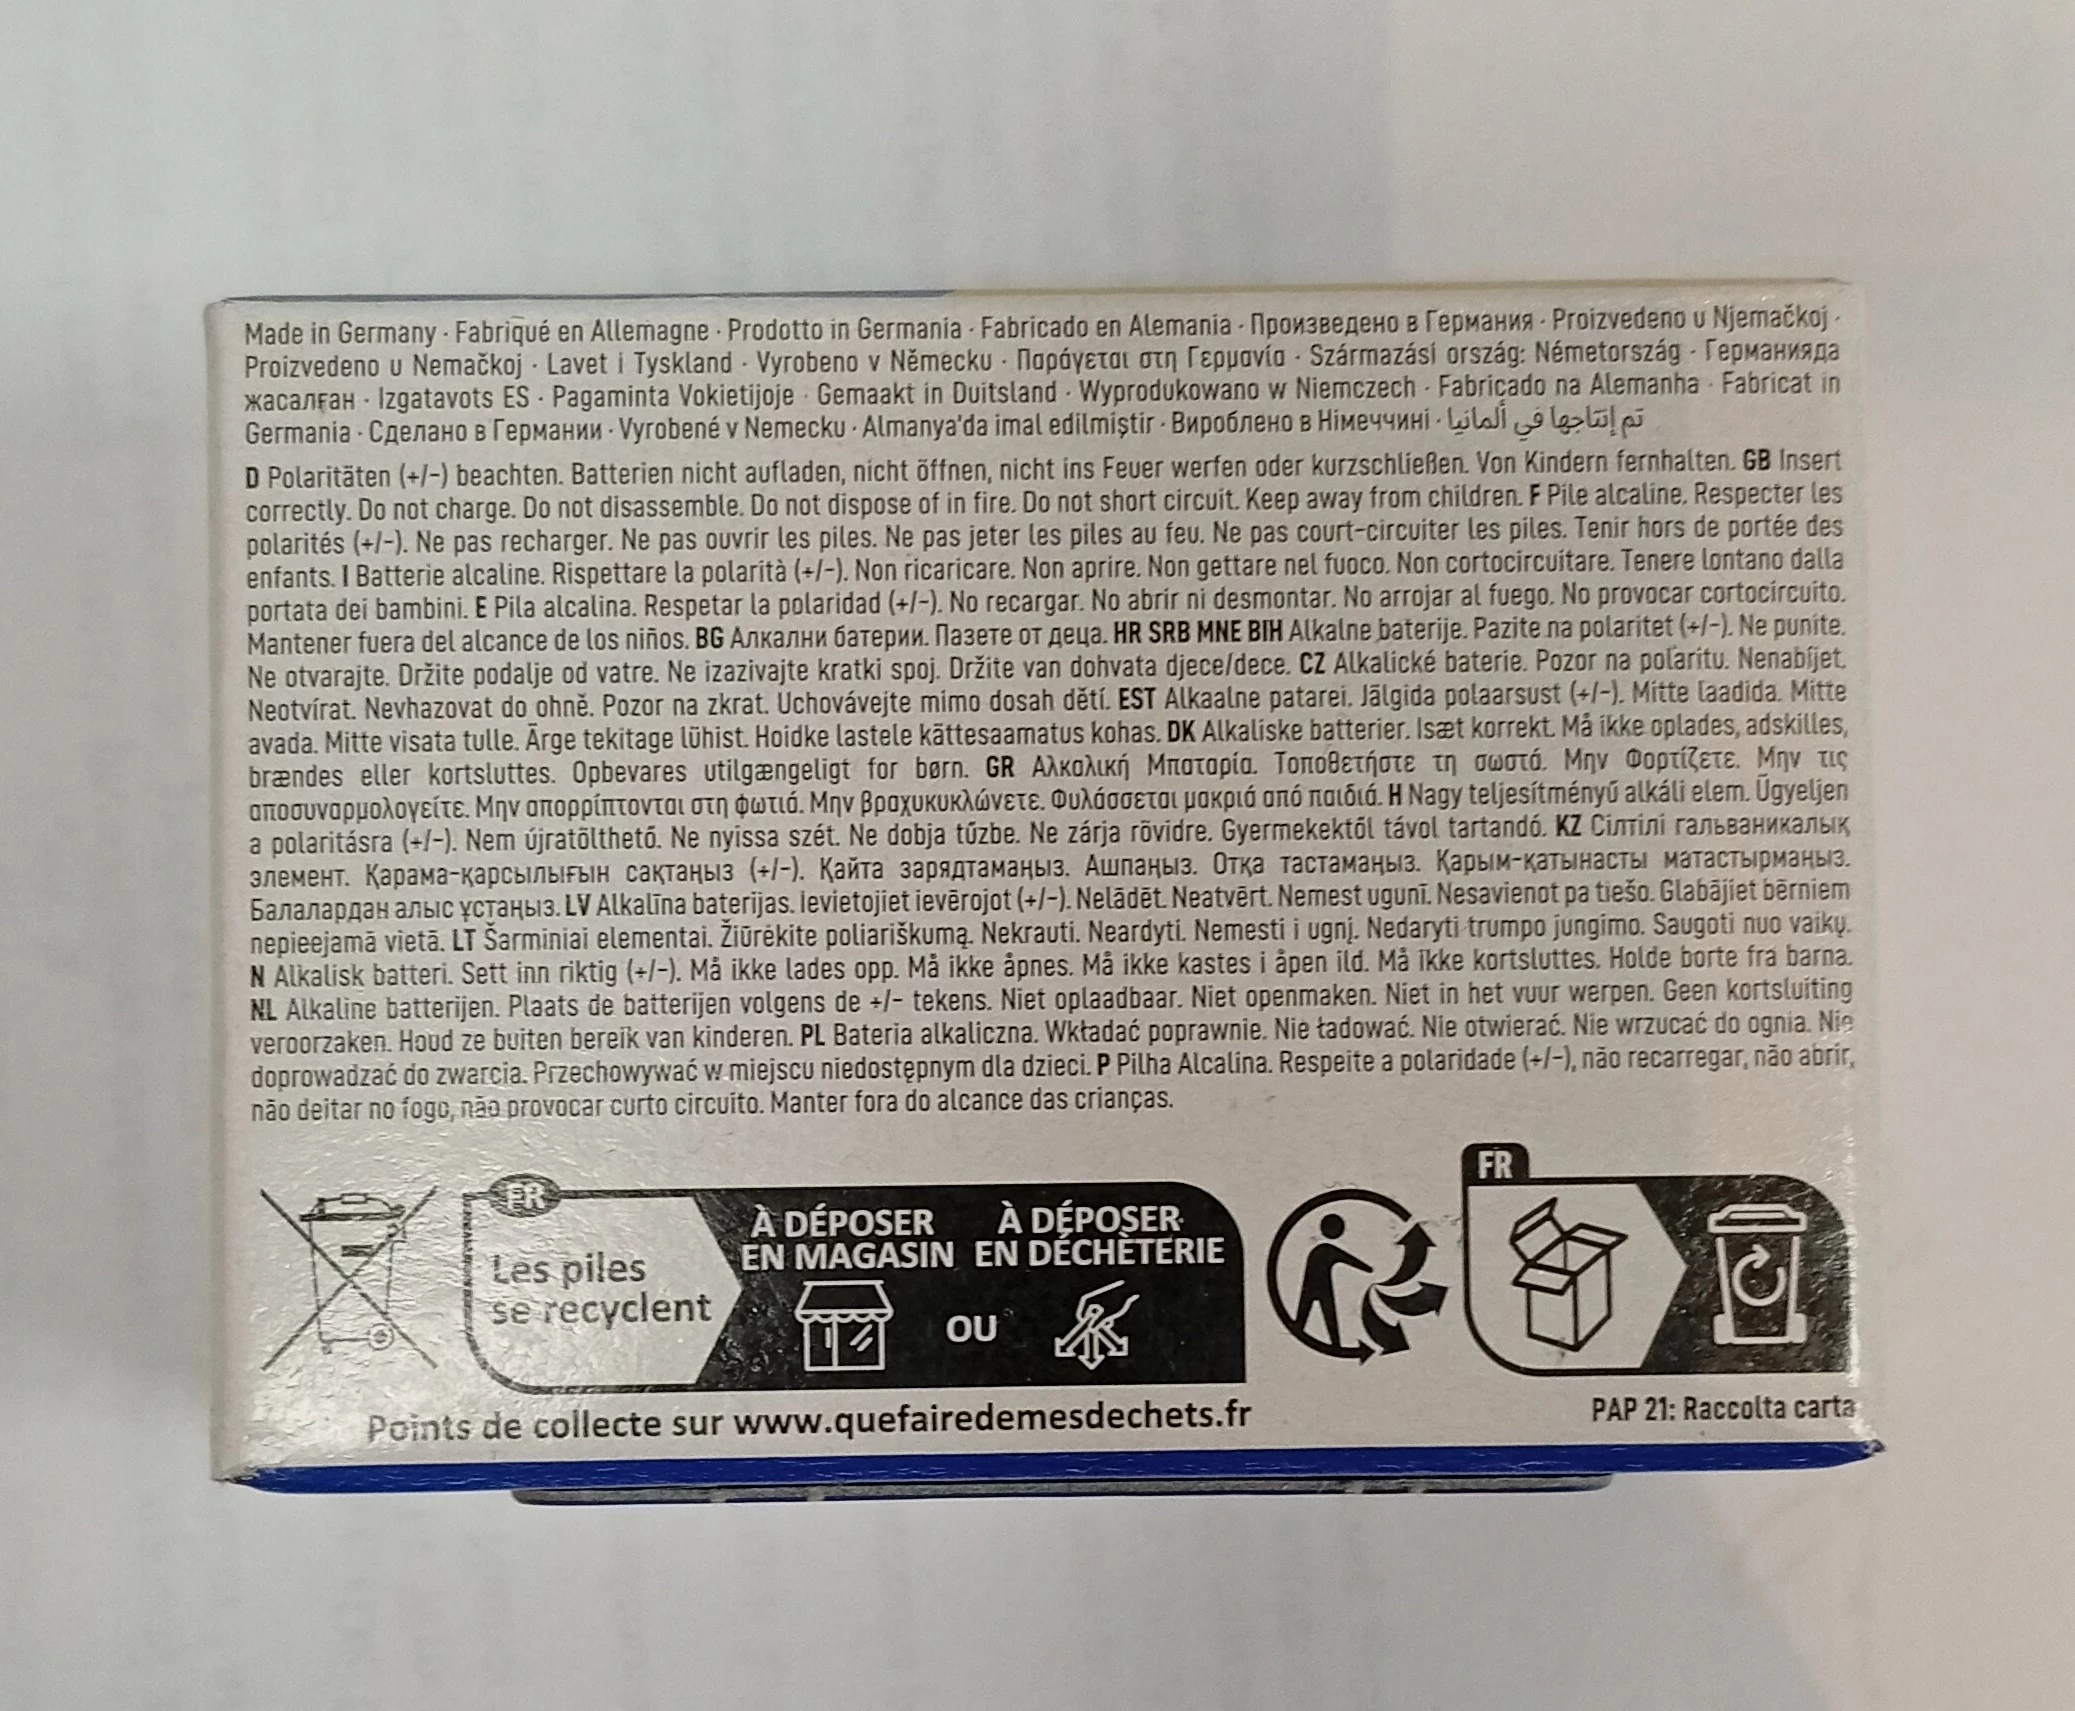 Made in Germany · Fabriqué en Allemagne · Prodotto in Germania · Fabricado en Alemania · Произведено в Германия · Proizvedeno u Njemačkoj ·
Proizvedeno u Nemačkoj · Lavet i Tyskland · Vyrobeno v Německu · Παράγεται στη Γερμανία · Származási ország: Németország · Германияда
жасалған · Izgatavots ES · Pagaminta Vokietijoje · Gemaakt in Duitsland · Wyprodukowano w Niemczech · Fabricado na Alemanha · Fabricat in
Germania · Сделано в Германии · Vyrobené v Nemecku · Almanya'da imal edilmiştir · Вироблено в Німеччині · تم إنتاجها في ألمانيا
D Polaritäten (+/-) beachten. Batterien nicht aufladen, nicht öffnen, nicht ins Feuer werfen oder kurzschließen. Von Kindern fernhalten. GB Insert
correctly. Do not charge. Do not disassemble. Do not dispose of in fire. Do not short circuit. Keep away from children. F Pile alcaline. Respecter les
polarités (+/-). Ne pas recharger. Ne pas ouvrir les piles. Ne pas jeter les piles au feu. Ne pas court-circuiter les piles. Tenir hors de portée des
enfants. I Batterie alcaline. Rispettare la polarità (+/-). Non ricaricare. Non aprire. Non gettare nel fuoco. Non cortocircuitare. Tenere lontano dalla
portata dei bambini. E Pila alcalina. Respetar la polaridad (+/-). No recargar. No abrir ni desmontar. No arrojar al fuego. No provocar cortocircuito.
Mantener fuera del alcance de los niños. BG Алкални батерии. Пазете от деца. HR SRB MNE BIH Alkalne baterije. Pazite na polaritet (+/-). Ne punite.
Ne otvarajte. Držite podalje od vatre. Ne izazivajte kratki spoj. Držite van dohvata djece/dece. CZ Alkalické baterie. Pozor na polaritu. Nenabíjet.
Neotvírat. Nevhazovat do ohně. Pozor na zkrat. Uchovávejte mimo dosah dětí. EST Alkaalne patarei. Jälgida polaarsust (+/-). Mitte laadida. Mitte
avada. Mitte visata tulle. Ärge tekitage lühist. Hoidke lastele kättesaamatus kohas. DK Alkaliske batterier. Isæt korrekt. Må ikke oplades, adskilles,
brændes eller kortsluttes. Opbevares utilgængeligt for børn. GR Αλκαλική Μπαταρία. Τοποθετήστε τη σωστά. Μην Φορτίζετε. Μην τις
αποσυναρμολογείτε. Μην απορρίπτονται στη φωτιά. Μην βραχυκυκλώνετε. Φυλάσσεται μακριά από παιδιά. H Nagy teljesítményű alkáli elem. Ügyeljen
a polaritásra (+/-). Nem újratölthető. Ne nyissa szét. Ne dobja tűzbe. Ne zárja rövidre. Gyermekektől távol tartandó. KZ Сілтілі гальваникалық
элемент. Қарама-қарсылығын сақтаңыз (+/-). Қайта зарядтамаңыз. Ашпаңыз. Отқа тастамаңыз. Қарым-қатынасты матастырмаңыз.
Балалардан алыс ұстаңыз. LV Alkalīna baterijas. Ievietojiet ievērojot (+/-). Nelādēt. Neatvērt. Nemest ugunī. Nesavienot pa tiešo. Glabājiet bērniem
nepieejamā vietā. LT Šarminiai elementai. Žiūrėkite poliariškumą. Nekrauti. Neardyti. Nemesti i ugnį. Nedaryti trumpo jungimo. Saugoti nuo vaikų.
N Alkalisk batteri. Sett inn riktig (+/-). Må ikke lades opp. Må ikke åpnes. Må ikke kastes i åpen ild. Må ikke kortsluttes. Holde borte fra barna.
NL Alkaline batterijen. Plaats de batterijen volgens de +/- tekens. Niet oplaadbaar. Niet openmaken. Niet in het vuur werpen. Geen kortsluiting
veroorzaken. Houd ze buiten bereik van kinderen. PL Bateria alkaliczna. Wkładać poprawnie. Nie ładować. Nie otwierać. Nie wrzucać do ognia. Nie
doprowadzać do zwarcia. Przechowywać w miejscu niedostępnym dla dzieci. P Pilha Alcalina. Respeite a polaridade (+/-), não recarregar, não abrir,
não deitar no fogo, não provocar curto circuito. Manter fora do alcance das crianças.
FR
Les piles
se recyclent
À DÉPOSER
EN MAGASIN
OU
À DÉPOSER
EN DÉCHÈTERIE
FR
Points de collecte sur www.quefairedemesdechets.fr
PAP 21: Raccolta carta